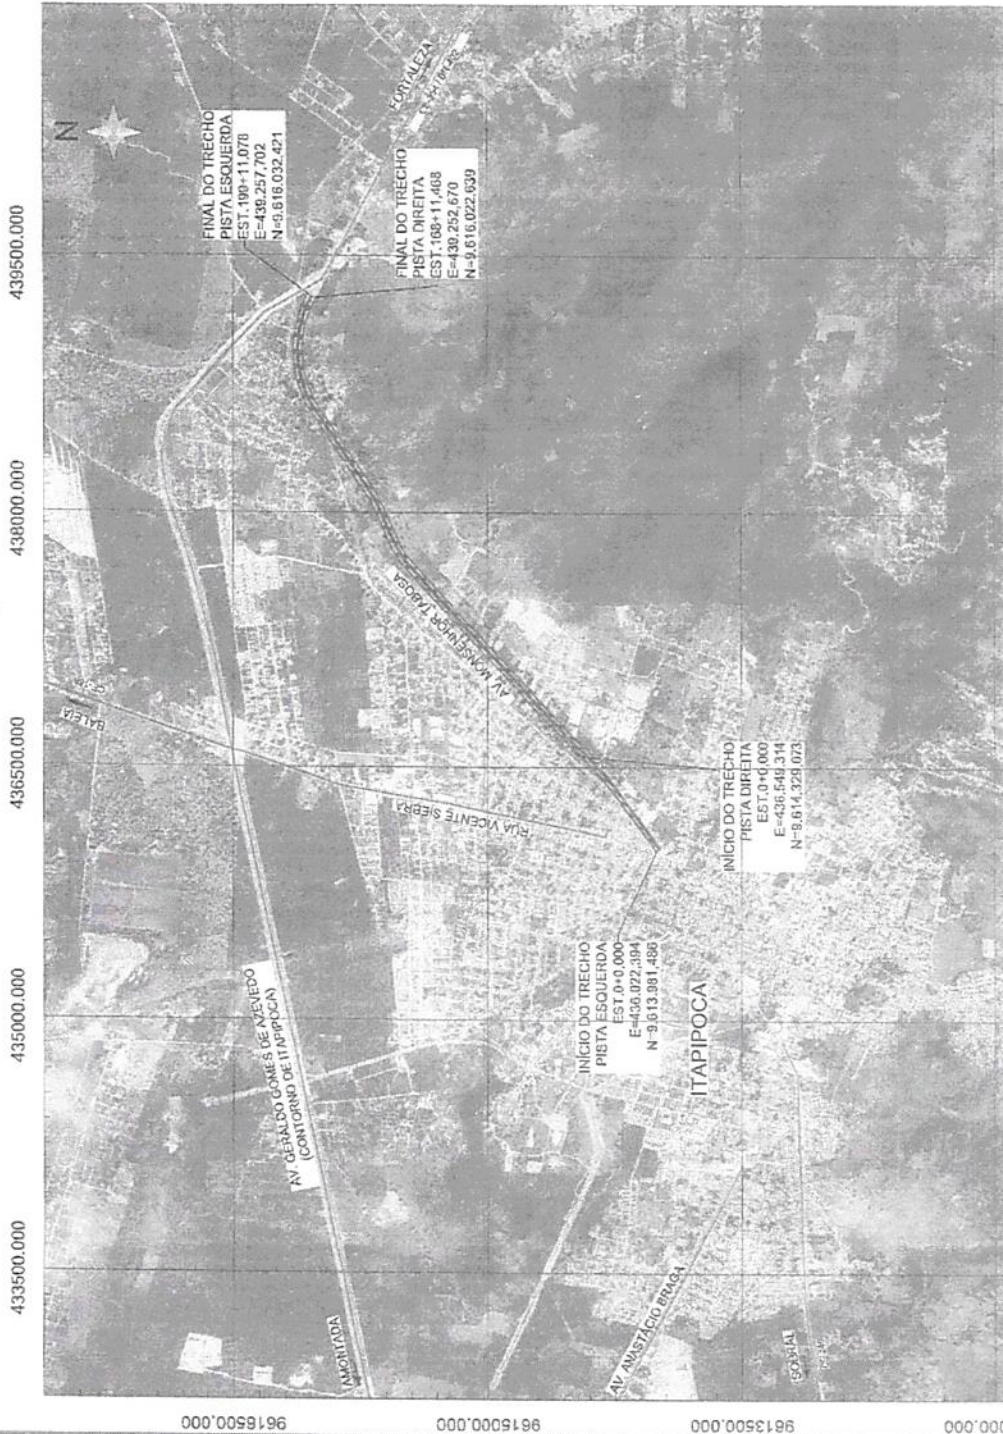 439500.000
438000.000
436500.000
435000.000
433500.000
N
FORTALEZA
FINAL DO TRECHO
PISTA ESQUERDA
EST.190+11,078
E=439.257,702
N=9.616.032,421
FINAL DO TRECHO
PISTA DIREITA
EST.168+11,468
E=439.252,670
N=9.616.022,639
AV. MONSENHOR TABOSA
BALEIA
RUA VICENTE SIEBRA
INÍCIO DO TRECHO
PISTA DIREITA
EST.0+0,000
E=436.549,314
N=9.614.329,073
INÍCIO DO TRECHO
PISTA ESQUERDA
EST.0+0,000
E=436.022,394
N=9.613.981,486
AV. GERALDO GOMES DE AZEVEDO
(CONTORNO DE ITAPIPOCA)
ITAPIPOCA
AMONTADA
AV. ANASTÁCIO BRAGA
SOBRAL
9616500.000
9615000.000
9613500.000